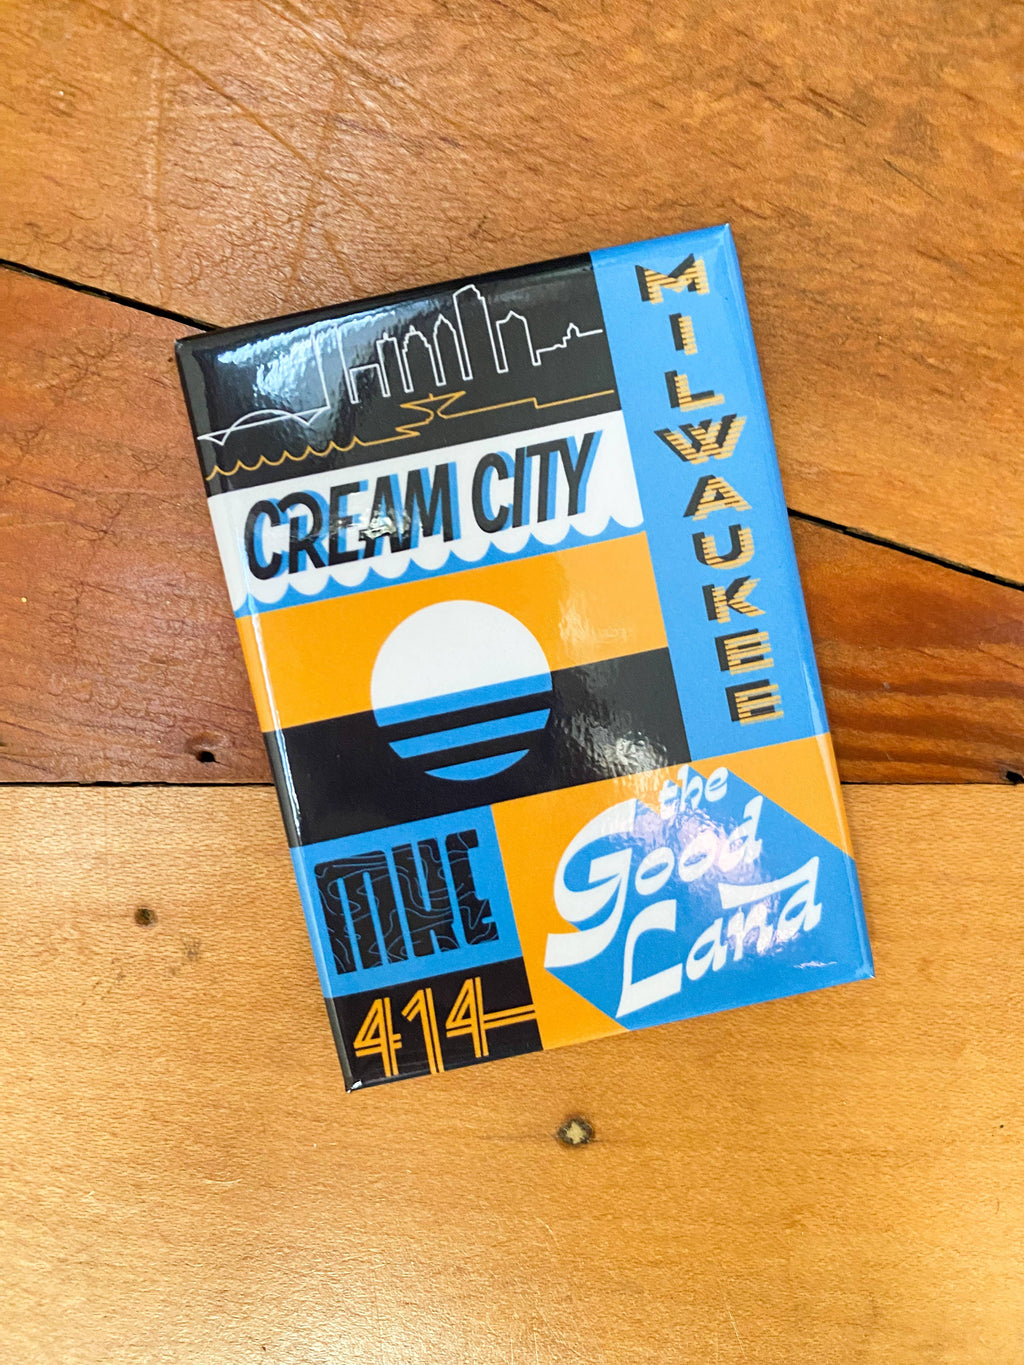 CREAM CITY
MILWAUKEE
MKE
the
Good
Land
414